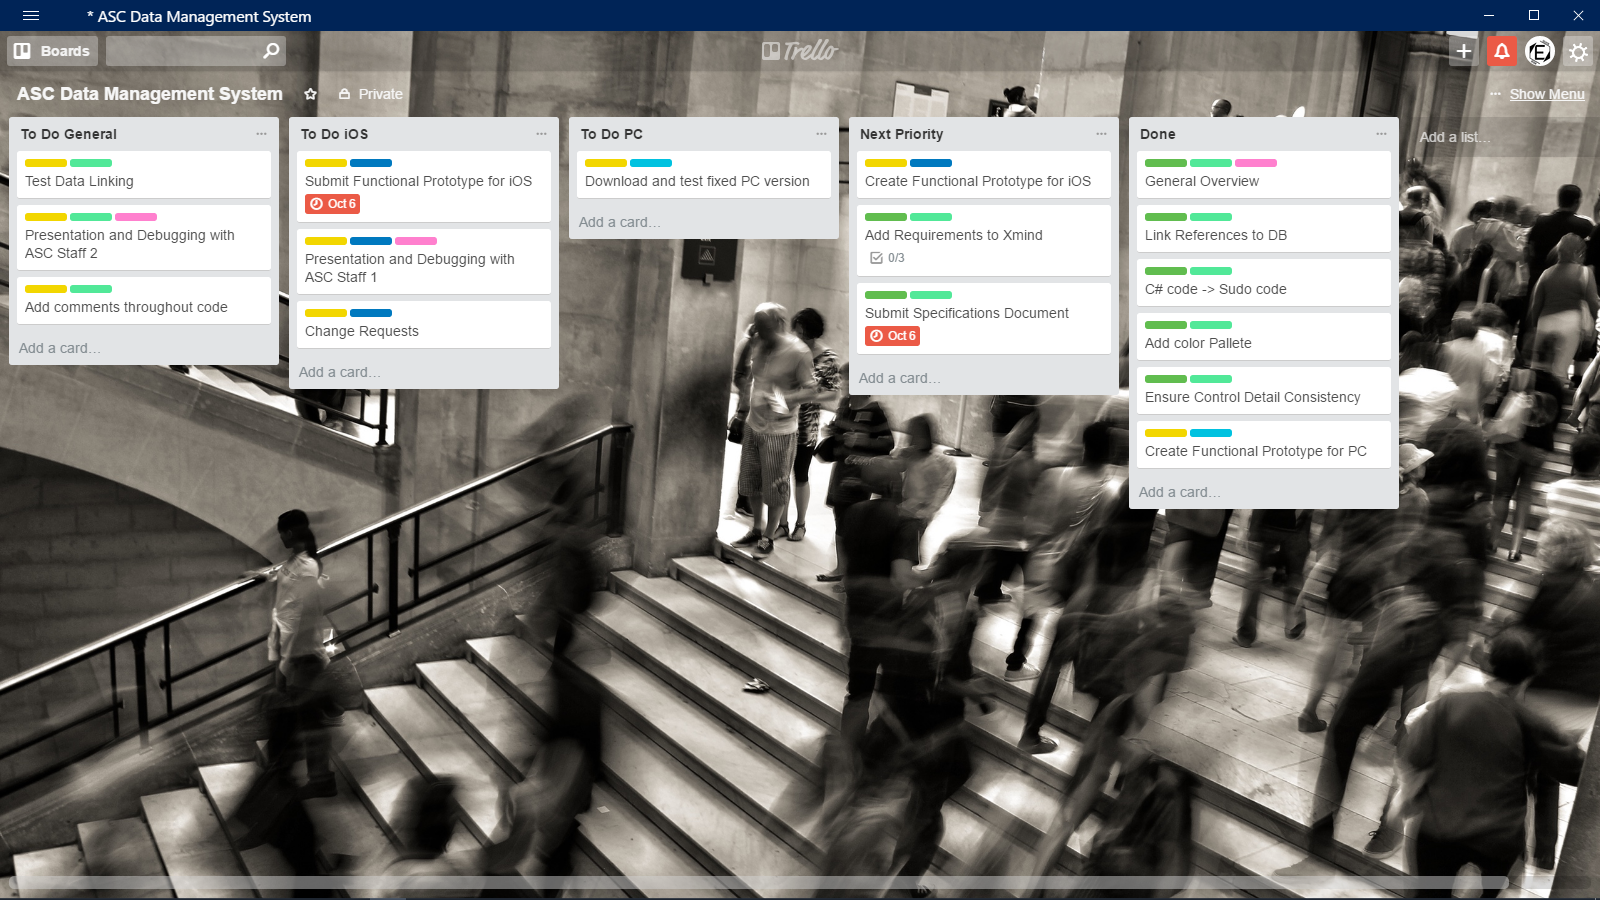 * ASC Data Management System
Boards
Trello
E
ASC Data Management System
Private
... Show Menu
To Do General
Test Data Linking
Presentation and Debugging with
ASC Staff 2
Add comments throughout code
Add a card...
To Do iOS
Submit Functional Prototype for iOS
Oct 6
Presentation and Debugging with
ASC Staff 1
Change Requests
Add a card...
To Do PC
Download and test fixed PC version
Add a card...
Next Priority
Create Functional Prototype for iOS
Add Requirements to Xmind
0/3
Submit Specifications Document
Oct 6
Add a card...
Done
General Overview
Link References to DB
C# code -> Sudo code
Add color Pallete
Ensure Control Detail Consistency
Create Functional Prototype for PC
Add a card...
Add a list...